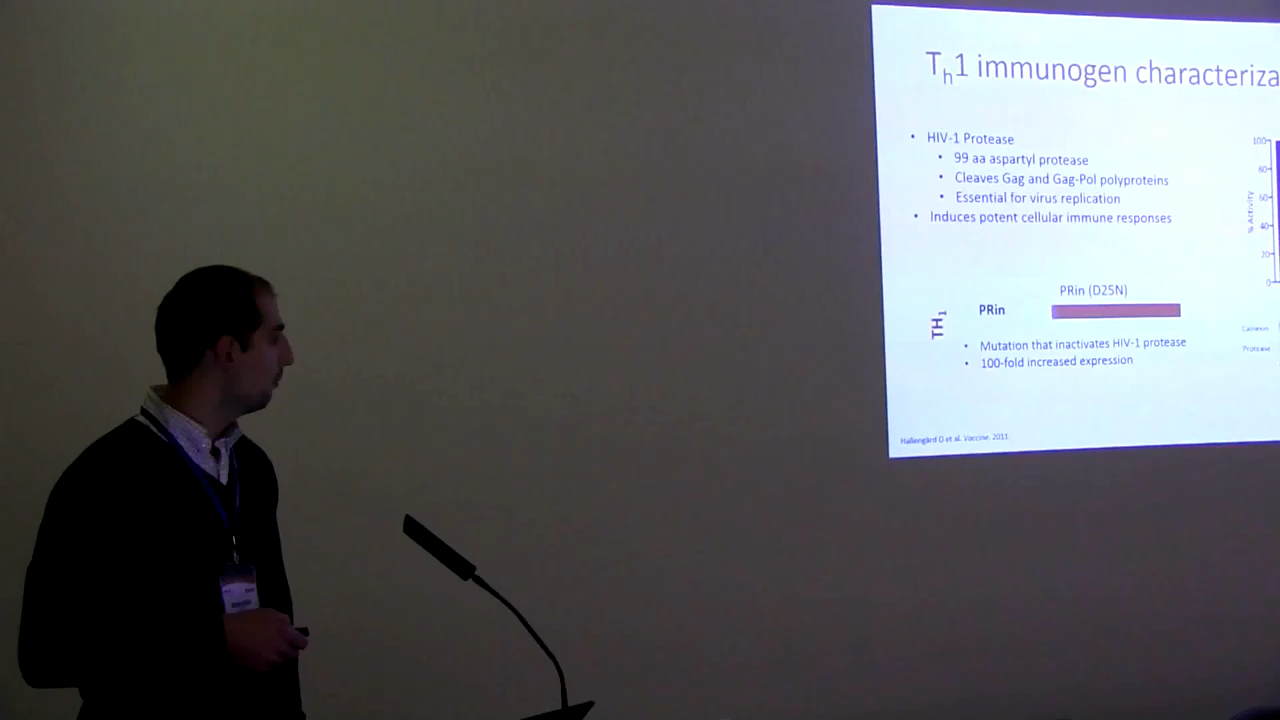 Th1 immunogen characteriza
• HIV-1 Protease
• 99 aa aspartyl protease
• Cleaves Gag and Gag-Pol polyproteins
• Essential for virus replication
• Induces potent cellular immune responses
100
80
60
40
20
0
% Activity
PRin (D25N)
TH1
PRin
• Mutation that inactivates HIV-1 protease
• 100-fold increased expression
Calnexin
Protease
Hallengärd D et al. Vaccine. 2011.